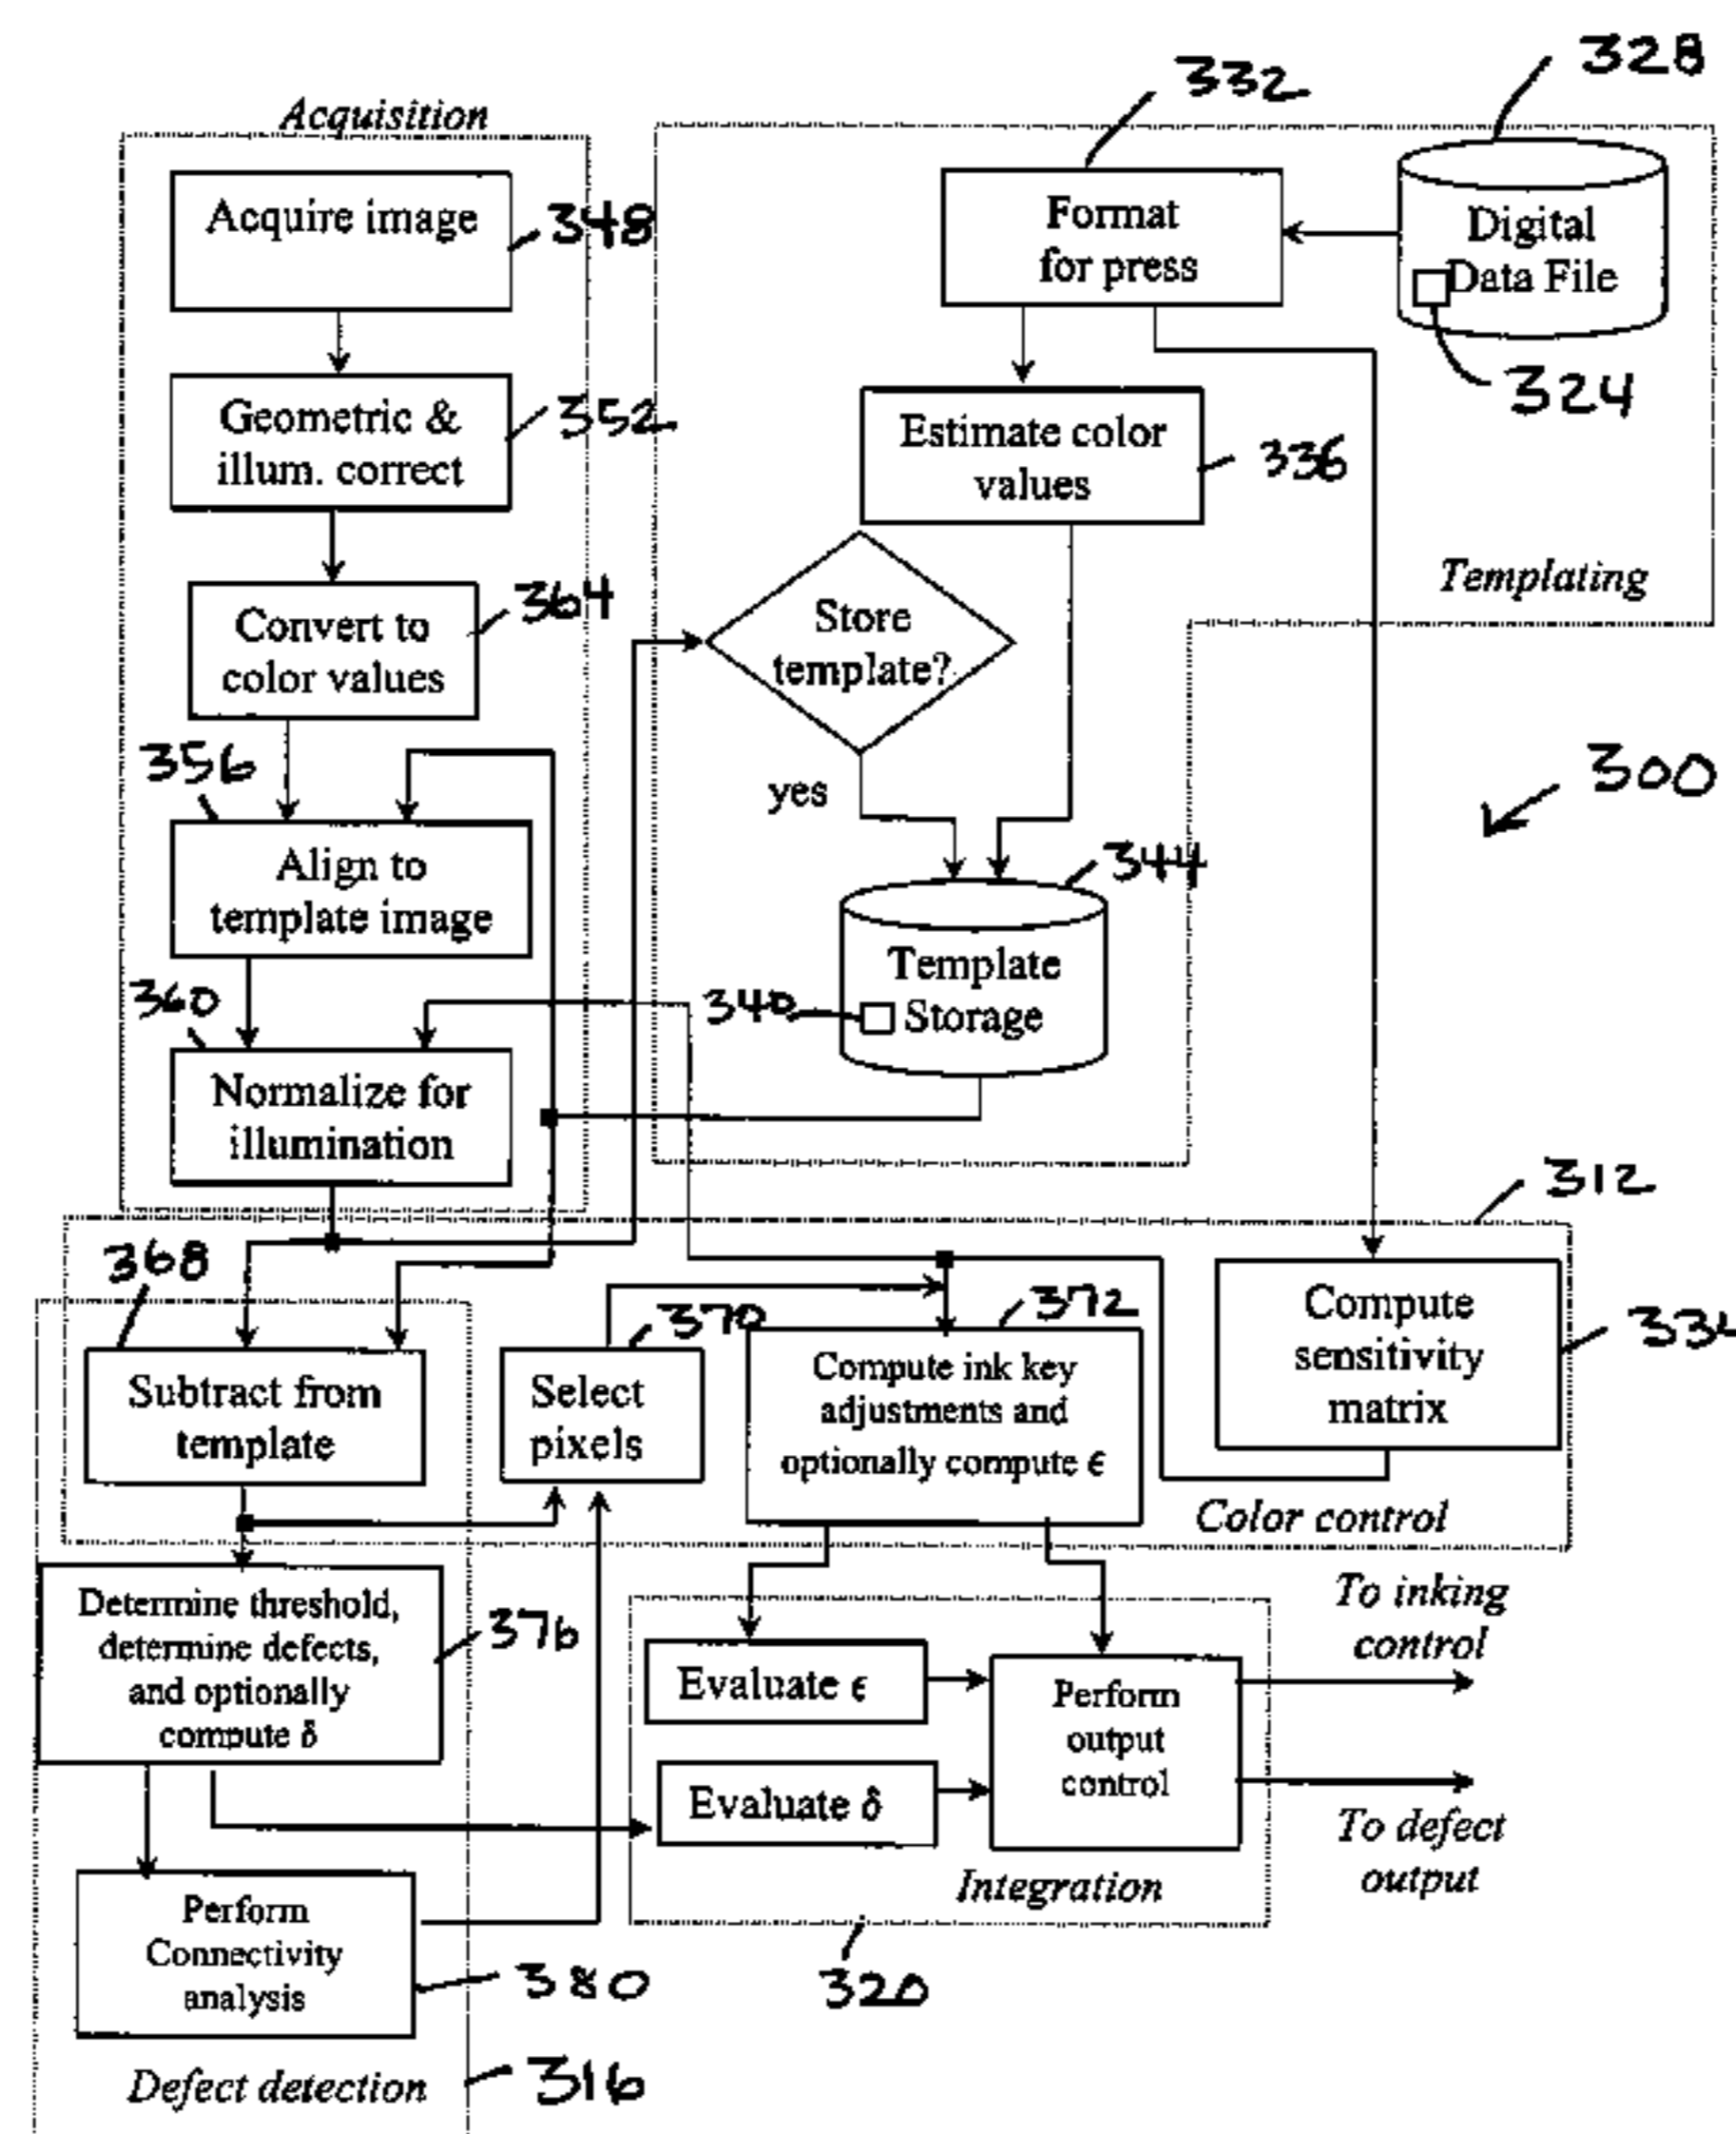 328
332
Acquisition
Acquire image
348
Format
for press
Digital
Data File
324
Geometric &
illum. correct
352
Estimate color
values
336
Templating
Convert to
color values
364
Store
template?
yes
356
Align to
template image
300
344
Template
Storage
340
360
Normalize for
illumination
312
368
Subtract from
template
370
Select
pixels
372
Compute ink key
adjustments and
optionally compute ϵ
Compute
sensitivity
matrix
Color control
Determine threshold,
determine defects,
and optionally
compute δ
376
To inking
control
Evaluate ϵ
Evaluate δ
Perform
output
control
To defect
output
Integration
320
Perform
Connectivity
analysis
380
Defect detection
316